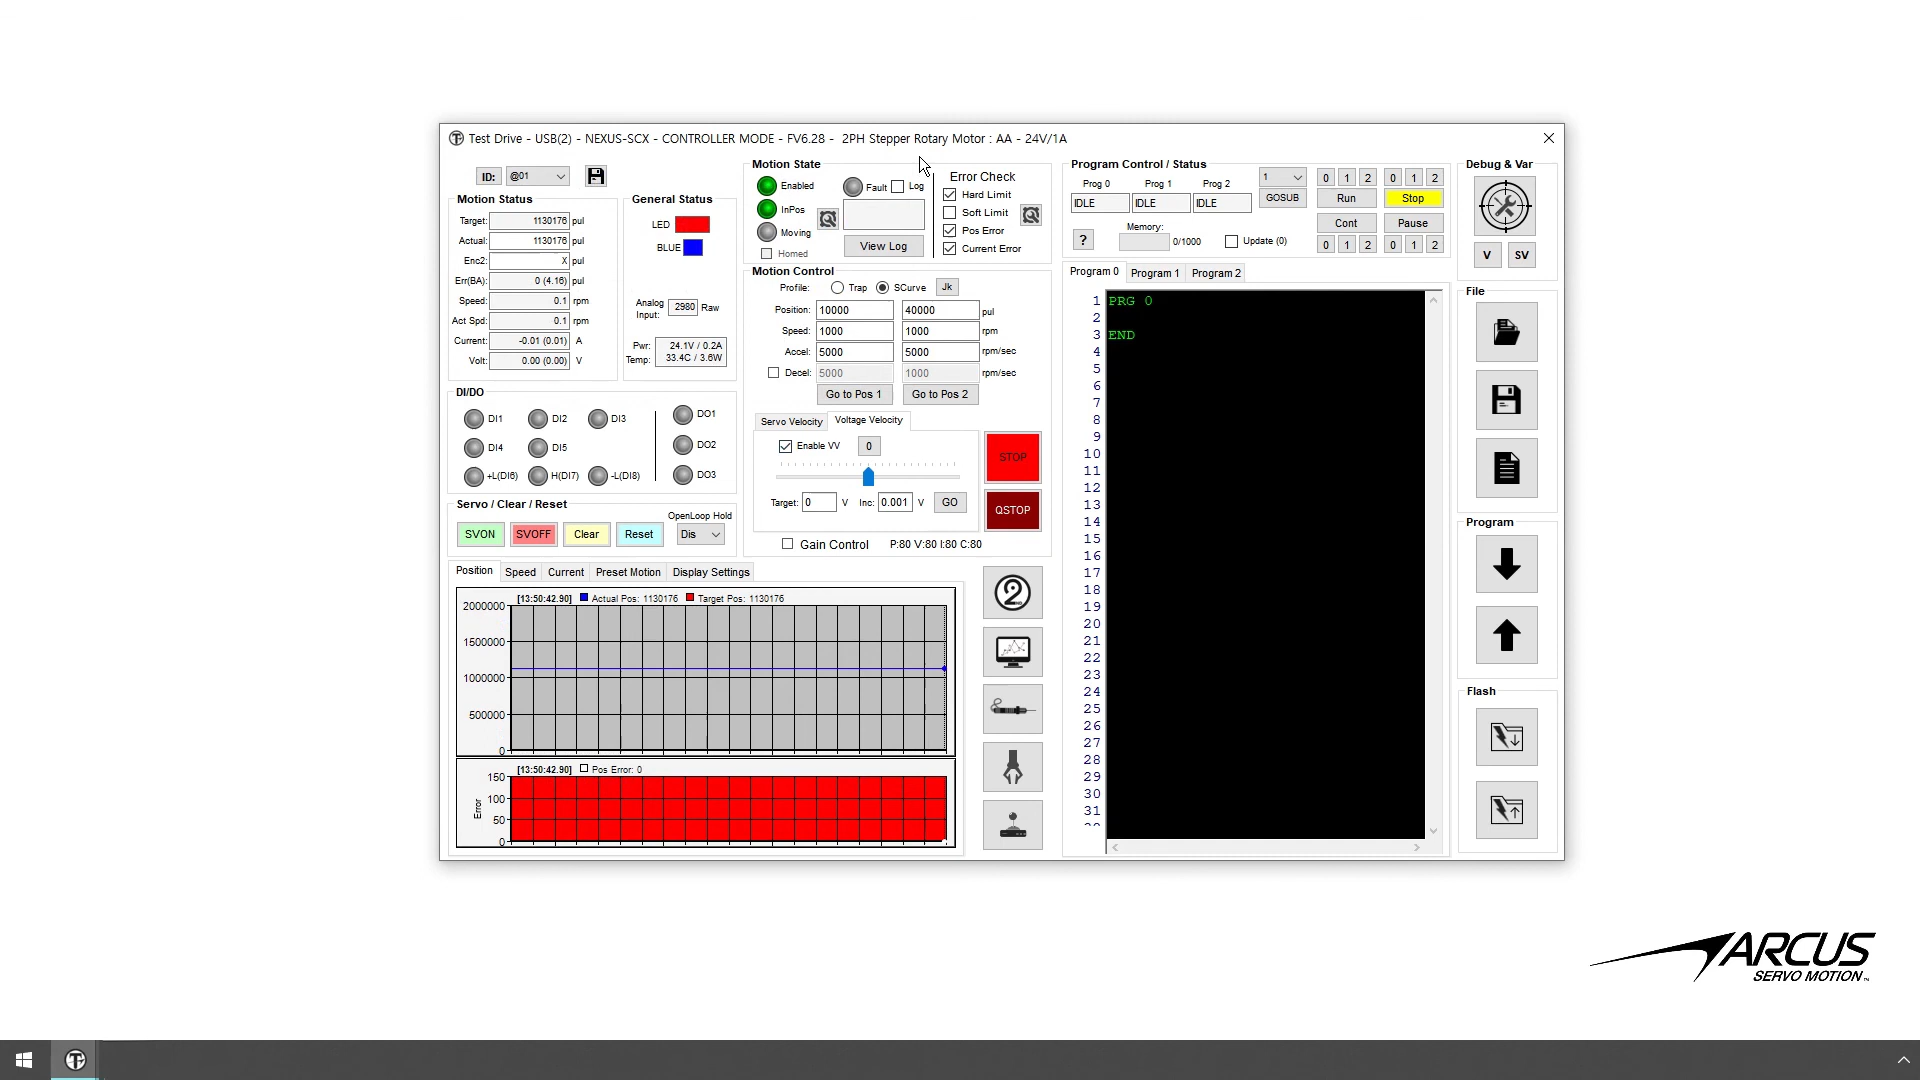 Test Drive - USB(2) - NEXUS-SCX - CONTROLLER MODE - FV6.28 - 2PH Stepper Rotary Motor : AA - 24V/1A
ID: @01
Motion Status
Target: 1130176 pul
Actual: 1130176 pul
Enc2: X pul
Err(BA): 0 (4.16) pul
Speed: 0.1 rpm
Act Spd: 0.1 rpm
Current: -0.01 (0.01) A
Volt: 0.00 (0.00) V
General Status
LED
BLUE
Analog Input: 2980 Raw
Pwr: 24.1V / 0.2A
Temp: 33.4C / 3.6W
DI/DO
DI1 DI2 DI3 DO1
DI4 DI5 DO2
+L(DI6) H(DI7) -L(DI8) DO3
Servo / Clear / Reset
OpenLoop Hold
SVON SVOFF Clear Reset Dis
Motion State
Enabled Fault Log
InPos
Moving
Homed View Log
Error Check
Hard Limit
Soft Limit
Pos Error
Current Error
Motion Control
Profile: Trap SCurve Jk
Position: 10000 40000 pul
Speed: 1000 1000 rpm
Accel: 5000 5000 rpm/sec
Decel: 5000 1000 rpm/sec
Go to Pos 1 Go to Pos 2
Servo Velocity Voltage Velocity
Enable VV 0
Target: 0 V Inc: 0.001 V GO
STOP
QSTOP
Gain Control P:80 V:80 I:80 C:80
Position Speed Current Preset Motion Display Settings
[13:50:42.90] Actual Pos: 1130176 Target Pos: 1130176
2000000
1500000
1000000
500000
0
[13:50:42.90] Pos Error: 0
Error
150
100
50
0
2ND
Program Control / Status
Prog 0 Prog 1 Prog 2
IDLE IDLE IDLE
1
GOSUB
0 1 2 0 1 2
Run Stop
Cont Pause
0 1 2 0 1 2
?
Memory:
0/1000
Update (0)
Program 0 Program 1 Program 2
1 PRG 0
2
3 END
4
5
6
7
8
9
10
11
12
13
14
15
16
17
18
19
20
21
22
23
24
25
26
27
28
29
30
31
Debug & Var
V SV
File
Program
Flash
ARCUS
SERVO MOTION™